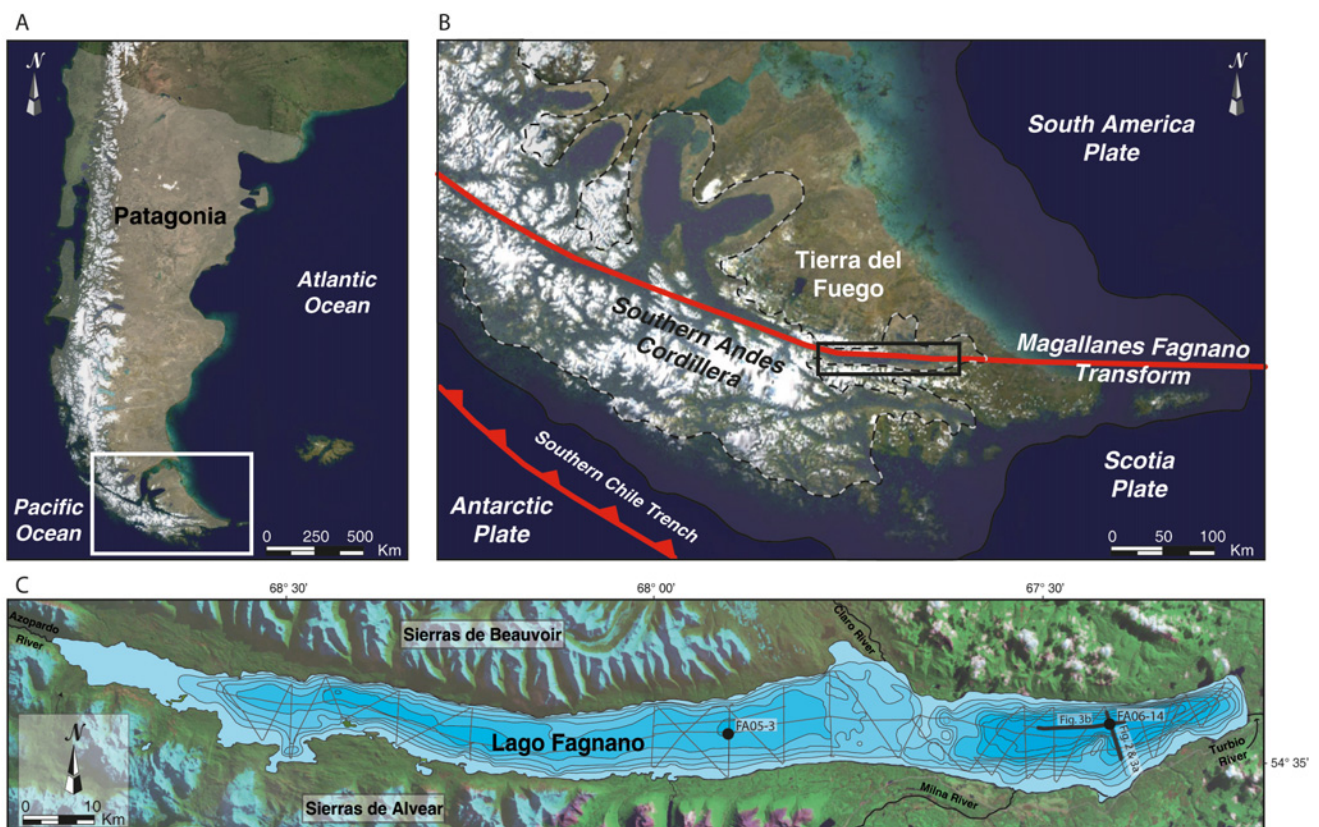 A
N
Patagonia
Atlantic
Ocean
Pacific
Ocean
0 250 500
Km
B
N
South America
Plate
Tierra del
Fuego
Southern Andes
Cordillera
Magallanes Fagnano
Transform
Southern Chile Trench
Antarctic
Plate
Scotia
Plate
0 50 100
Km
C
68° 30'
68° 00'
67° 30'
Azopardo
River
Sierras de Beauvoir
Claro River
FA05-3
Lago Fagnano
Fig. 3b
FA06-14
Fig. 2 & 3a
Turbio
River
54° 35'
Milna River
Sierras de Alvear
N
0 10
Km